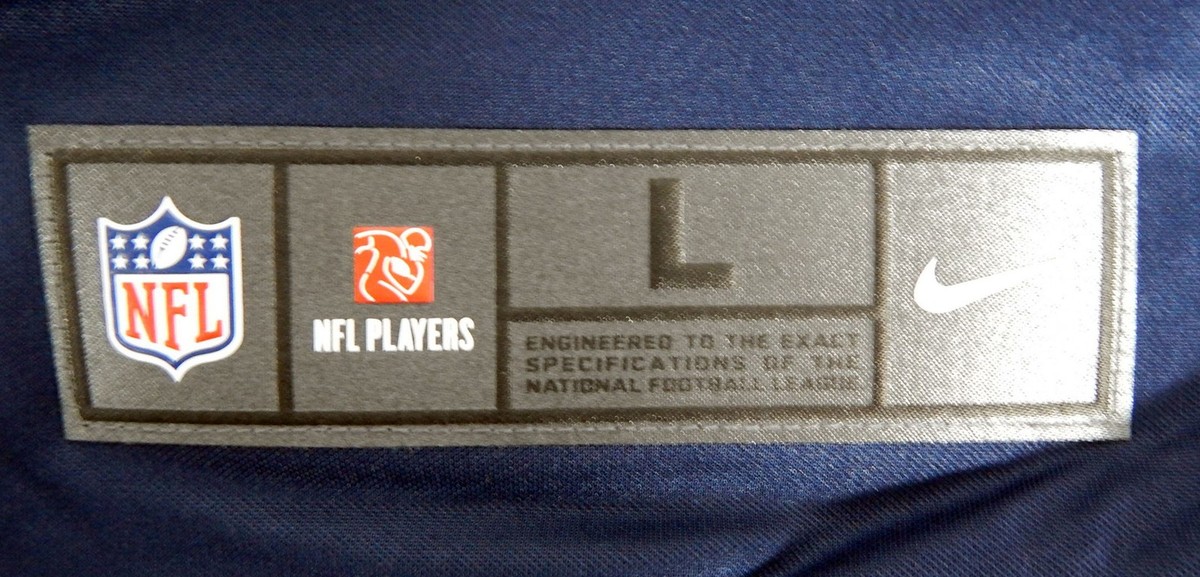 NFL
NFL PLAYERS
L
ENGINEERED TO THE EXACT
SPECIFICATIONS OF THE
NATIONAL FOOTBALL LEAGUE